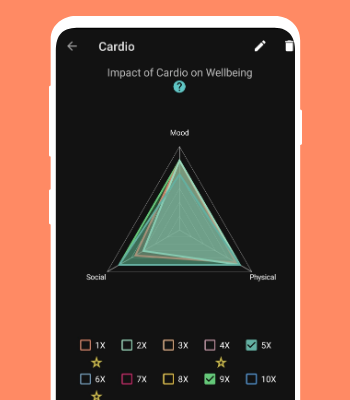 Cardio
Impact of Cardio on Wellbeing
?
Mood
Social Physical
1X 2X 3X 4X 5X
6X 7X 8X 9X 10X